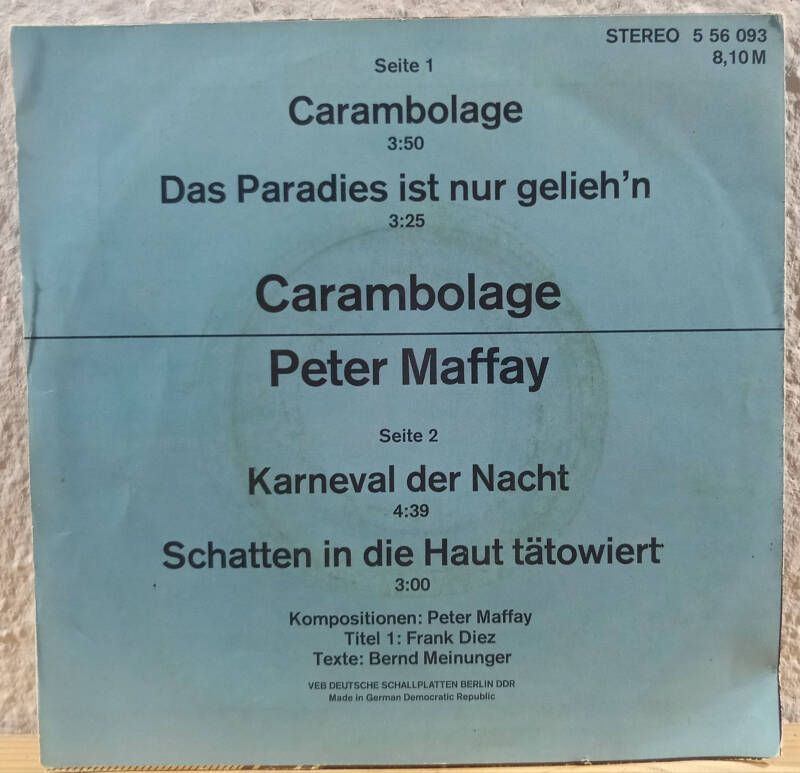 STEREO 5 56 093
8,10 M
Seite 1
Carambolage
3:50
Das Paradies ist nur gelieh’n
3:25
Carambolage
Peter Maffay
Seite 2
Karneval der Nacht
4:39
Schatten in die Haut tätowiert
3:00
Kompositionen: Peter Maffay
Titel 1: Frank Diez
Texte: Bernd Meinunger
VEB DEUTSCHE SCHALLPLATTEN BERLIN DDR
Made in German Democratic Republic